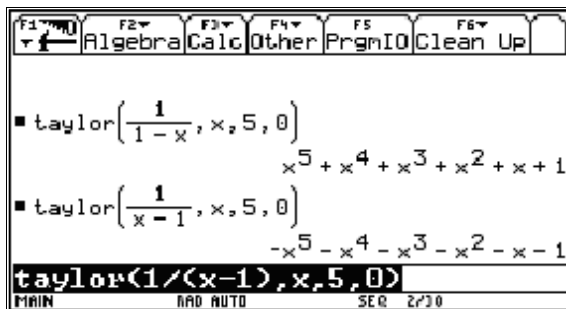 F1▼ F2▼ Algebra F3▼ Calc F4▼ Other F5 PrgmIO F6▼ Clean Up
■ taylor(1/(1 - x), x, 5, 0)
x^5 + x^4 + x^3 + x^2 + x + 1
■ taylor(1/(x - 1), x, 5, 0)
-x^5 - x^4 - x^3 - x^2 - x - 1
taylor(1/(x-1),x,5,0)
MAIN RAD AUTO SEQ 2/30